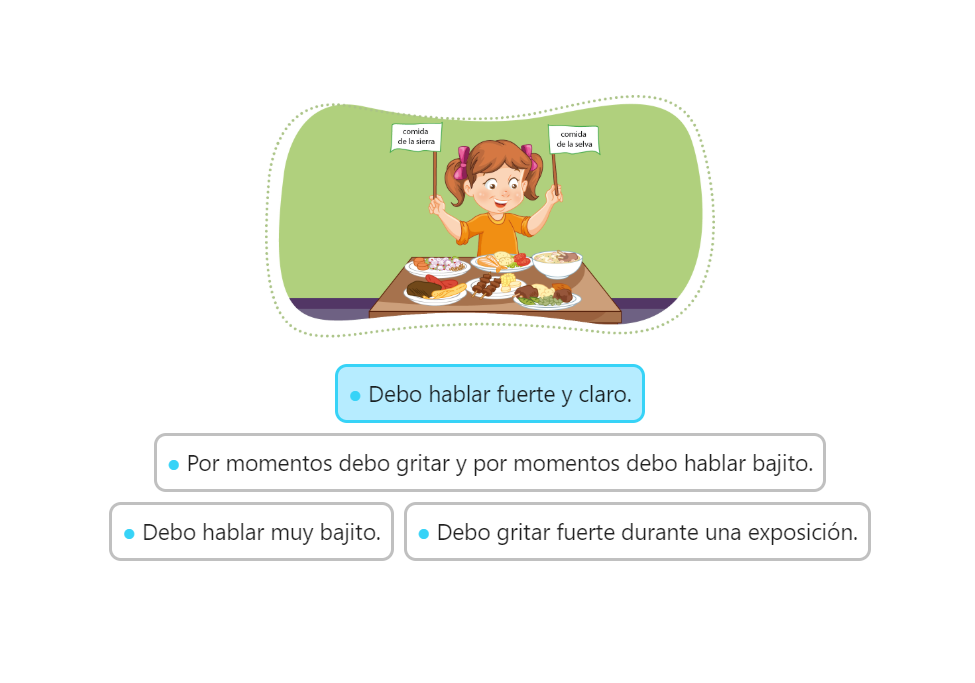 comida
de la sierra
comida
de la selva
Debo hablar fuerte y claro.
Por momentos debo gritar y por momentos debo hablar bajito.
Debo hablar muy bajito.
Debo gritar fuerte durante una exposición.